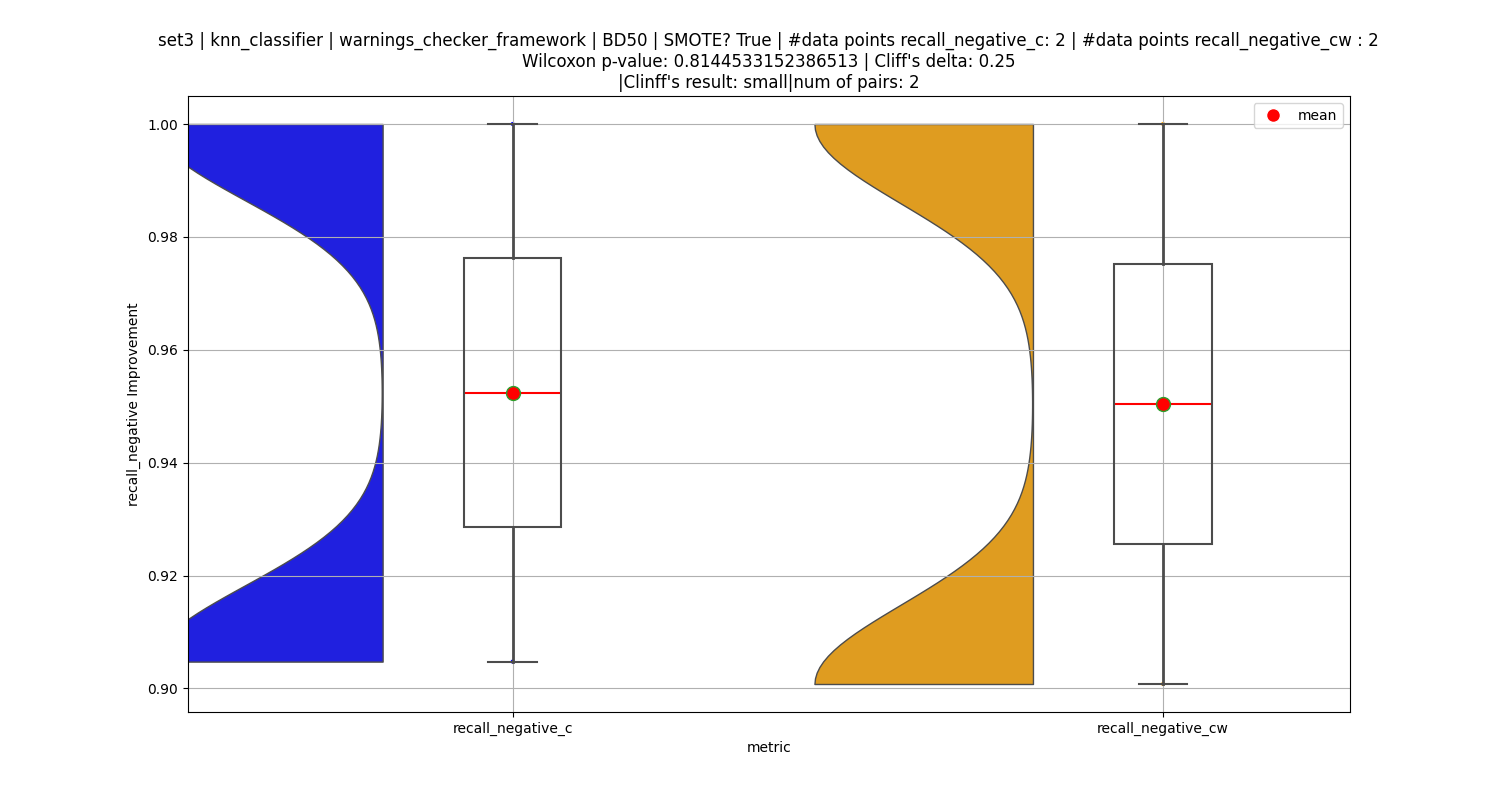 set3 | knn_classifier | warnings_checker_framework | BD50 | SMOTE? True | #data points recall_negative_c: 2 | #data points recall_negative_cw : 2
Wilcoxon p-value: 0.8144533152386513 | Cliff's delta: 0.25
|Clinff's result: small|num of pairs: 2
mean
1.00
0.98
0.96
0.94
0.92
0.90
recall_negative Improvement
recall_negative_c
recall_negative_cw
metric